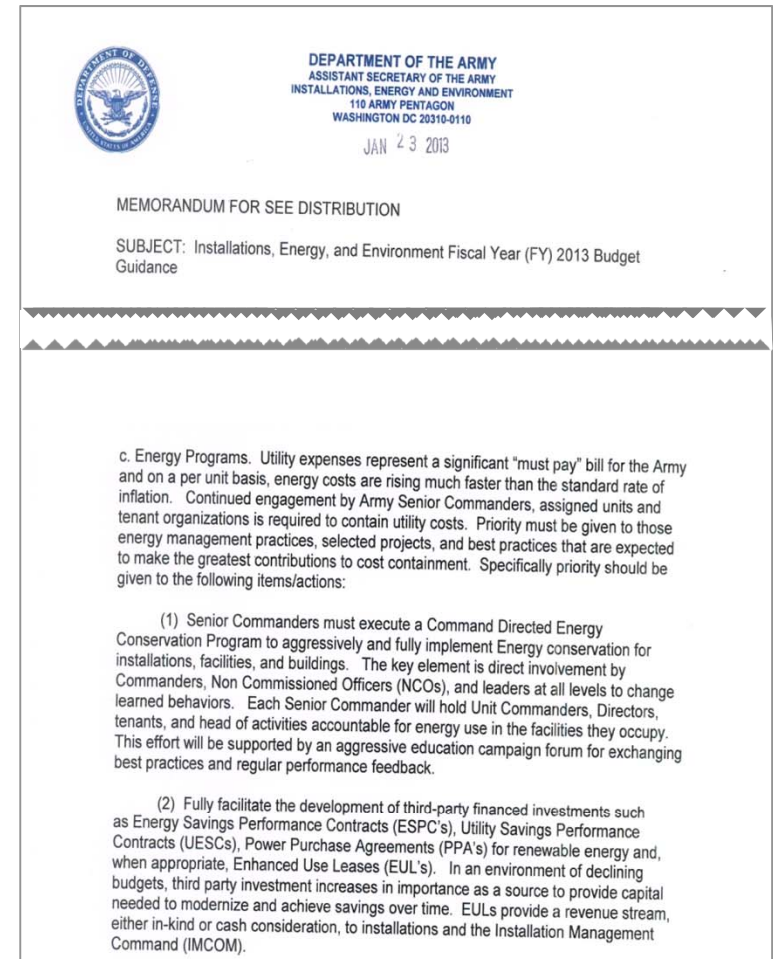 DEPARTMENT OF DEFENSE
UNITED STATES OF AMERICA
DEPARTMENT OF THE ARMY
ASSISTANT SECRETARY OF THE ARMY
INSTALLATIONS, ENERGY AND ENVIRONMENT
110 ARMY PENTAGON
WASHINGTON DC 20310-0110
JAN 23 2013
MEMORANDUM FOR SEE DISTRIBUTION
SUBJECT: Installations, Energy, and Environment Fiscal Year (FY) 2013 Budget
Guidance
c. Energy Programs. Utility expenses represent a significant “must pay” bill for the Army
and on a per unit basis, energy costs are rising much faster than the standard rate of
inflation. Continued engagement by Army Senior Commanders, assigned units and
tenant organizations is required to contain utility costs. Priority must be given to those
energy management practices, selected projects, and best practices that are expected
to make the greatest contributions to cost containment. Specifically priority should be
given to the following items/actions:
(1) Senior Commanders must execute a Command Directed Energy
Conservation Program to aggressively and fully implement Energy conservation for
installations, facilities, and buildings. The key element is direct involvement by
Commanders, Non Commissioned Officers (NCOs), and leaders at all levels to change
learned behaviors. Each Senior Commander will hold Unit Commanders, Directors,
tenants, and head of activities accountable for energy use in the facilities they occupy.
This effort will be supported by an aggressive education campaign forum for exchanging
best practices and regular performance feedback.
(2) Fully facilitate the development of third-party financed investments such
as Energy Savings Performance Contracts (ESPC's), Utility Savings Performance
Contracts (UESCs), Power Purchase Agreements (PPA's) for renewable energy and,
when appropriate, Enhanced Use Leases (EUL's). In an environment of declining
budgets, third party investment increases in importance as a source to provide capital
needed to modernize and achieve savings over time. EULs provide a revenue stream,
either in-kind or cash consideration, to installations and the Installation Management
Command (IMCOM).